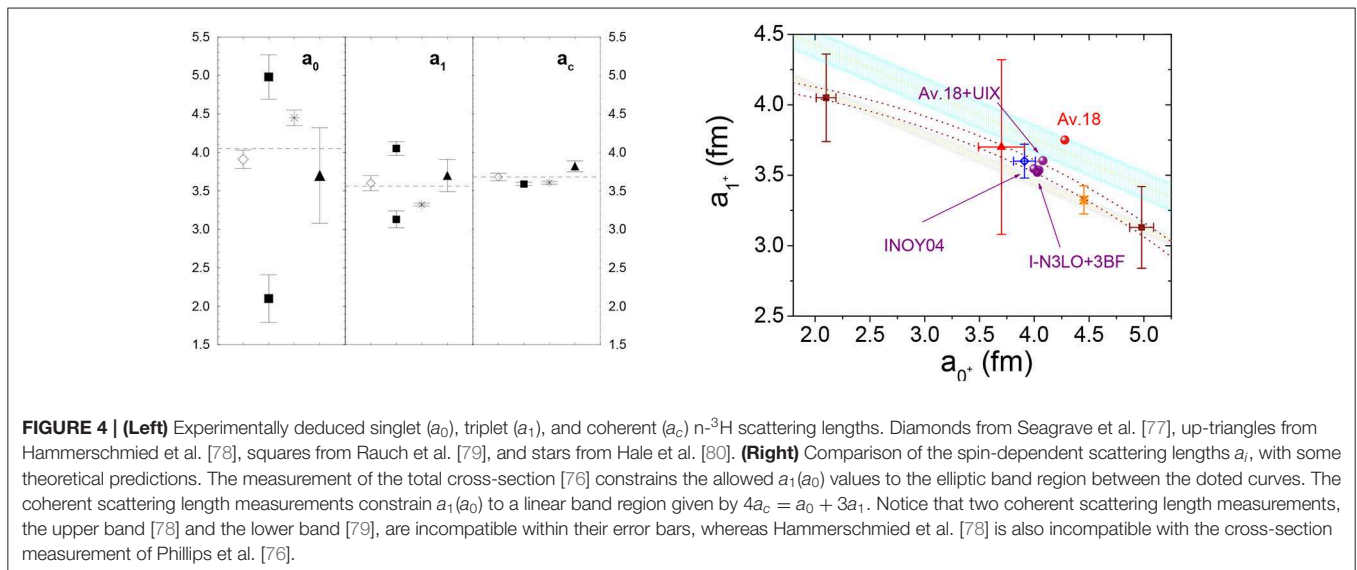 5.5
5.0
4.5
4.0
3.5
3.0
2.5
2.0
1.5
a₀
a₁
a_c
5.5
5.0
4.5
4.0
3.5
3.0
2.5
2.0
1.5
4.5
4.0
3.5
3.0
2.5
a₁⁺ (fm)
Av.18+UIX
Av.18
INOY04
I-N3LO+3BF
2.0 2.5 3.0 3.5 4.0 4.5 5.0
a₀⁺ (fm)
FIGURE 4 | (Left) Experimentally deduced singlet (a₀), triplet (a₁), and coherent (a_c) n-³H scattering lengths. Diamonds from Seagrave et al. [77], up-triangles from
Hammerschmied et al. [78], squares from Rauch et al. [79], and stars from Hale et al. [80]. (Right) Comparison of the spin-dependent scattering lengths aᵢ, with some
theoretical predictions. The measurement of the total cross-section [76] constrains the allowed a₁(a₀) values to the elliptic band region between the doted curves. The
coherent scattering length measurements constrain a₁(a₀) to a linear band region given by 4a_c = a₀ + 3a₁. Notice that two coherent scattering length measurements,
the upper band [78] and the lower band [79], are incompatible within their error bars, whereas Hammerschmied et al. [78] is also incompatible with the cross-section
measurement of Phillips et al. [76].